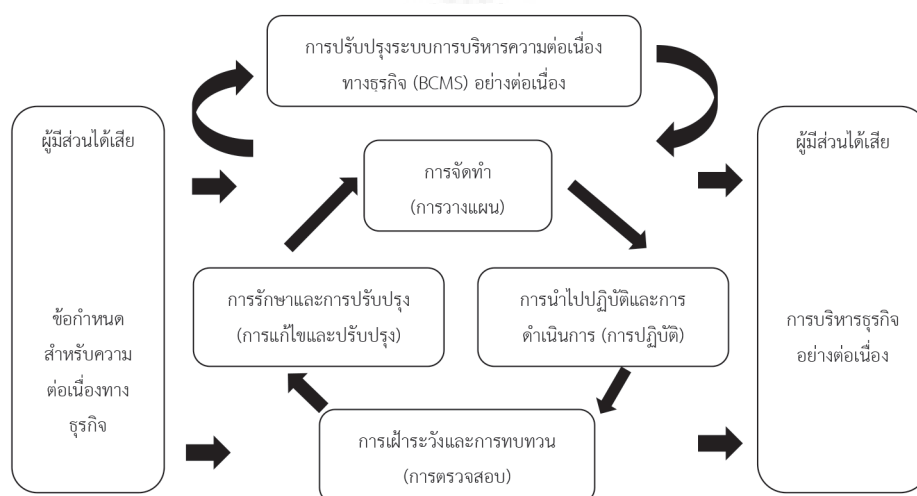 การปรับปรุงระบบการบริหารความต่อเนื่อง
ทางธุรกิจ (BCMS) อย่างต่อเนื่อง
ผู้มีส่วนได้เสีย
ข้อกำหนด
สำหรับความ
ต่อเนื่องทาง
ธุรกิจ
การจัดทำ
(การวางแผน)
การรักษาและการปรับปรุง
(การแก้ไขและปรับปรุง)
การนำไปปฏิบัติและการ
ดำเนินการ (การปฏิบัติ)
การเฝ้าระวังและการทบทวน
(การตรวจสอบ)
ผู้มีส่วนได้เสีย
การบริหารธุรกิจ
อย่างต่อเนื่อง